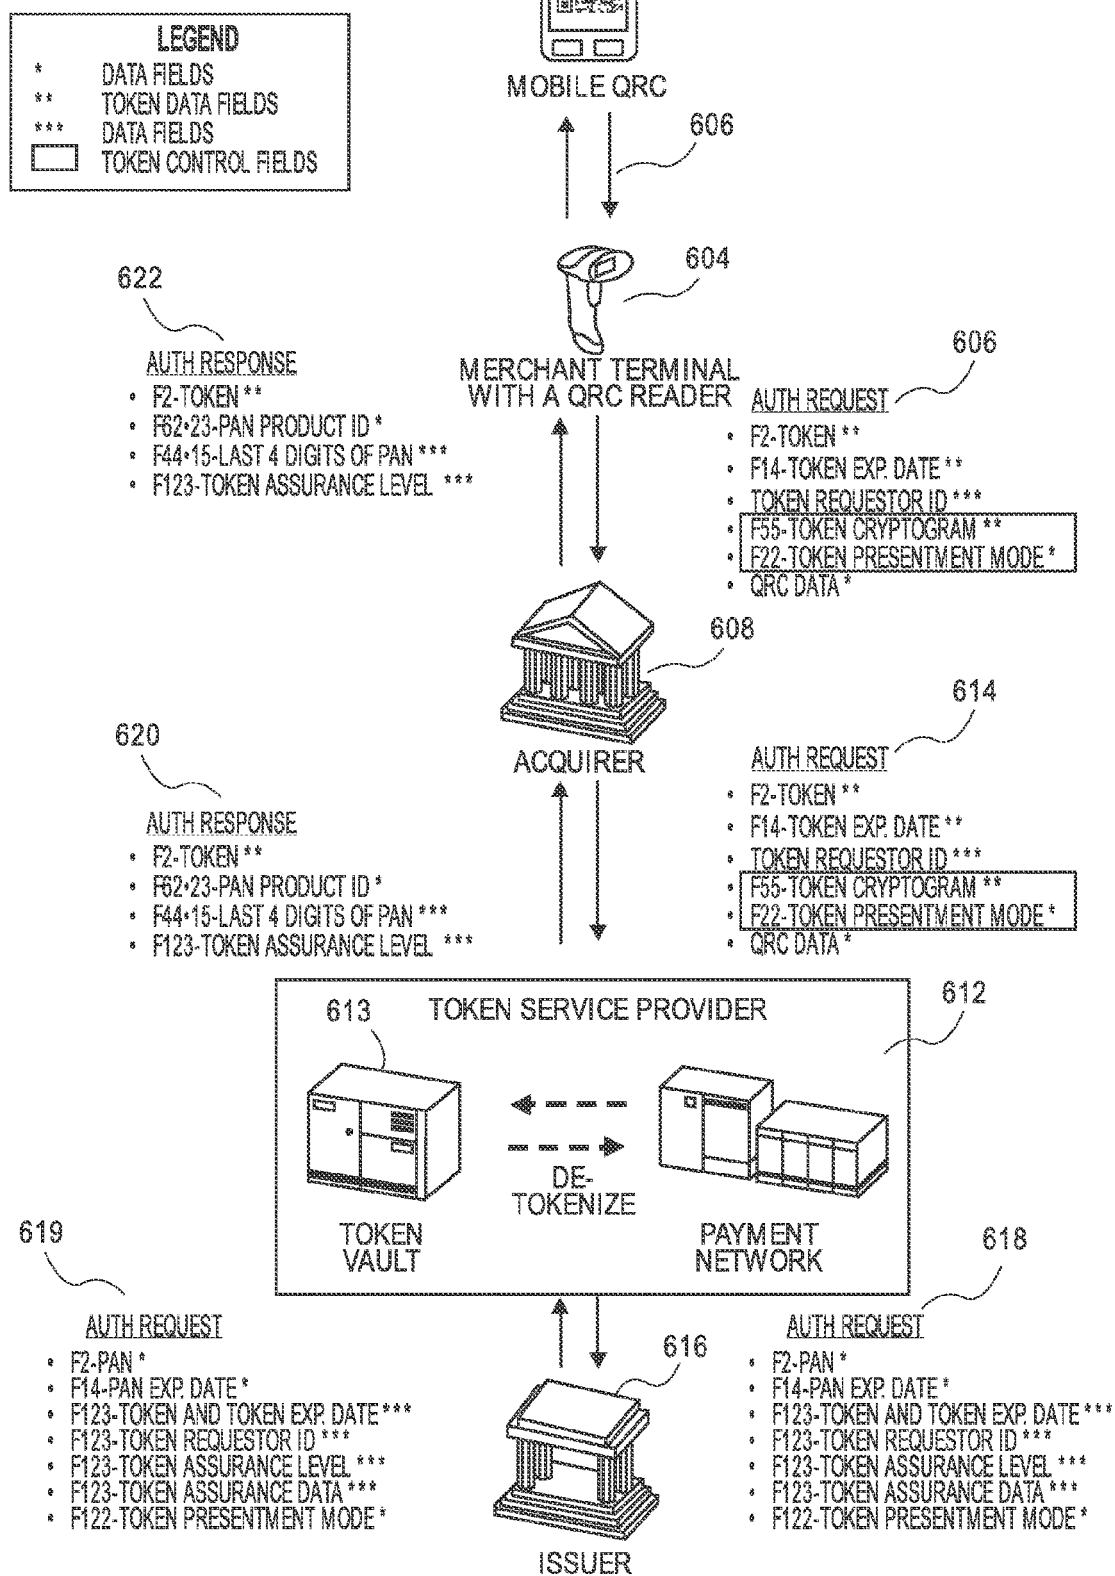 LEGEND
* DATA FIELDS
** TOKEN DATA FIELDS
*** DATA FIELDS
TOKEN CONTROL FIELDS
MOBILE QRC
606
604
622
AUTH RESPONSE
• F2-TOKEN **
• F62•23-PAN PRODUCT ID *
• F44•15-LAST 4 DIGITS OF PAN ***
• F123-TOKEN ASSURANCE LEVEL ***
MERCHANT TERMINAL
WITH A QRC READER
606
AUTH REQUEST
• F2-TOKEN **
• F14-TOKEN EXP. DATE **
• TOKEN REQUESTOR ID ***
• F55-TOKEN CRYPTOGRAM **
• F22-TOKEN PRESENTMENT MODE *
• QRC DATA *
608
ACQUIRER
620
AUTH RESPONSE
• F2-TOKEN **
• F62•23-PAN PRODUCT ID *
• F44•15-LAST 4 DIGITS OF PAN ***
• F123-TOKEN ASSURANCE LEVEL ***
614
AUTH REQUEST
• F2-TOKEN **
• F14-TOKEN EXP. DATE **
• TOKEN REQUESTOR ID ***
• F55-TOKEN CRYPTOGRAM **
• F22-TOKEN PRESENTMENT MODE *
• QRC DATA *
612
TOKEN SERVICE PROVIDER
613
DE-
TOKENIZE
TOKEN
VAULT
PAYMENT
NETWORK
619
AUTH REQUEST
• F2-PAN *
• F14-PAN EXP. DATE *
• F123-TOKEN AND TOKEN EXP. DATE ***
• F123-TOKEN REQUESTOR ID ***
• F123-TOKEN ASSURANCE LEVEL ***
• F123-TOKEN ASSURANCE DATA ***
• F122-TOKEN PRESENTMENT MODE *
616
ISSUER
618
AUTH REQUEST
• F2-PAN *
• F14-PAN EXP. DATE *
• F123-TOKEN AND TOKEN EXP. DATE ***
• F123-TOKEN REQUESTOR ID ***
• F123-TOKEN ASSURANCE LEVEL ***
• F123-TOKEN ASSURANCE DATA ***
• F122-TOKEN PRESENTMENT MODE *